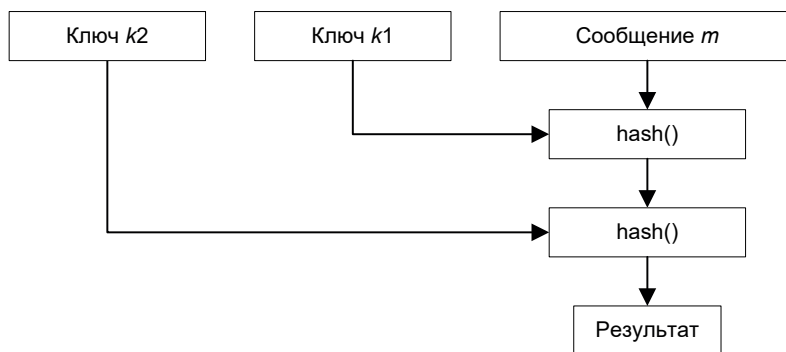 Ключ k2
Ключ k1
Сообщение m
hash()
hash()
Результат